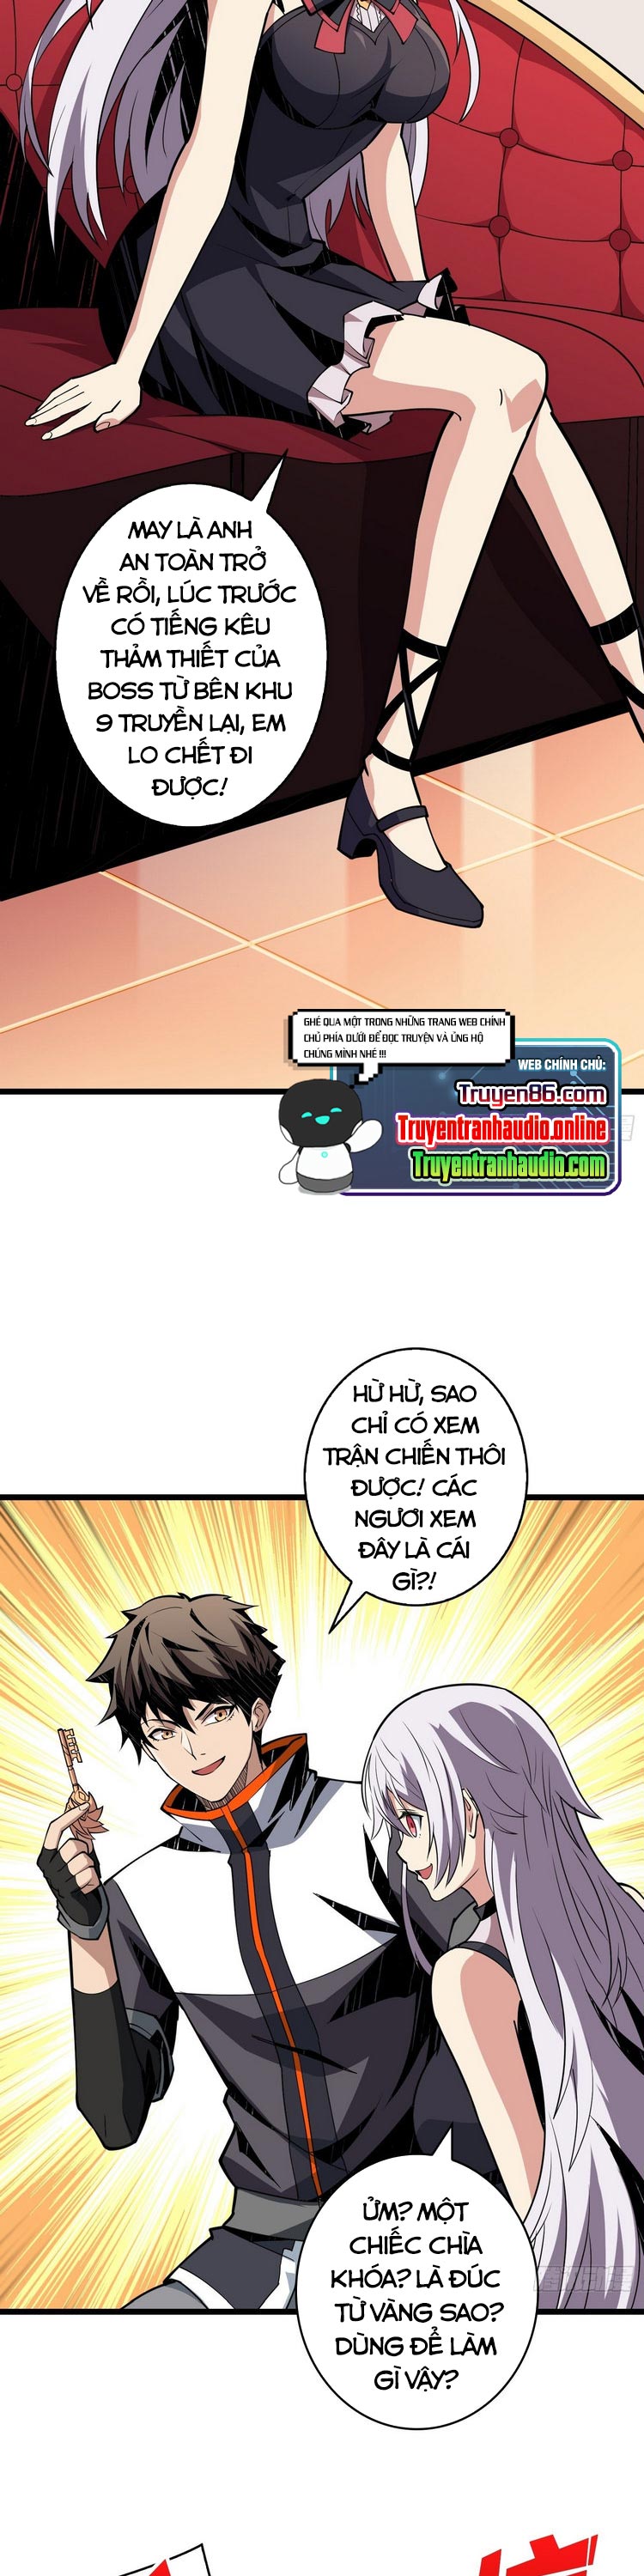 MAY LÀ ANH
AN TOÀN TRỞ
VỀ RỒI, LÚC TRƯỚC
CÓ TIẾNG KÊU
THẢM THIẾT CỦA
BOSS TỪ BÊN KHU
9 TRUYỀN LẠI, EM
LO CHẾT ĐI
ĐƯỢC!
GHÉ QUA MỘT TRONG NHỮNG TRANG WEB CHÍNH
CHỦ PHÍA DƯỚI ĐỂ ĐỌC TRUYỆN VÀ ỦNG HỘ
CHÚNG MÌNH NHÉ !!!
WEB CHÍNH CHỦ:
Truyen86.com
Truyentranhaudio.online
Truyentranhaudio.com
HỪ HỪ, SAO
CHỈ CÓ XEM
TRẬN CHIẾN THÔI
ĐƯỢC! CÁC
NGƯƠI XEM
ĐÂY LÀ CÁI
GÌ?!
ỬM? MỘT
CHIẾC CHÌA
KHÓA? LÀ ĐÚC
TỪ VÀNG SAO?
DÙNG ĐỂ LÀM
GÌ VẬY?